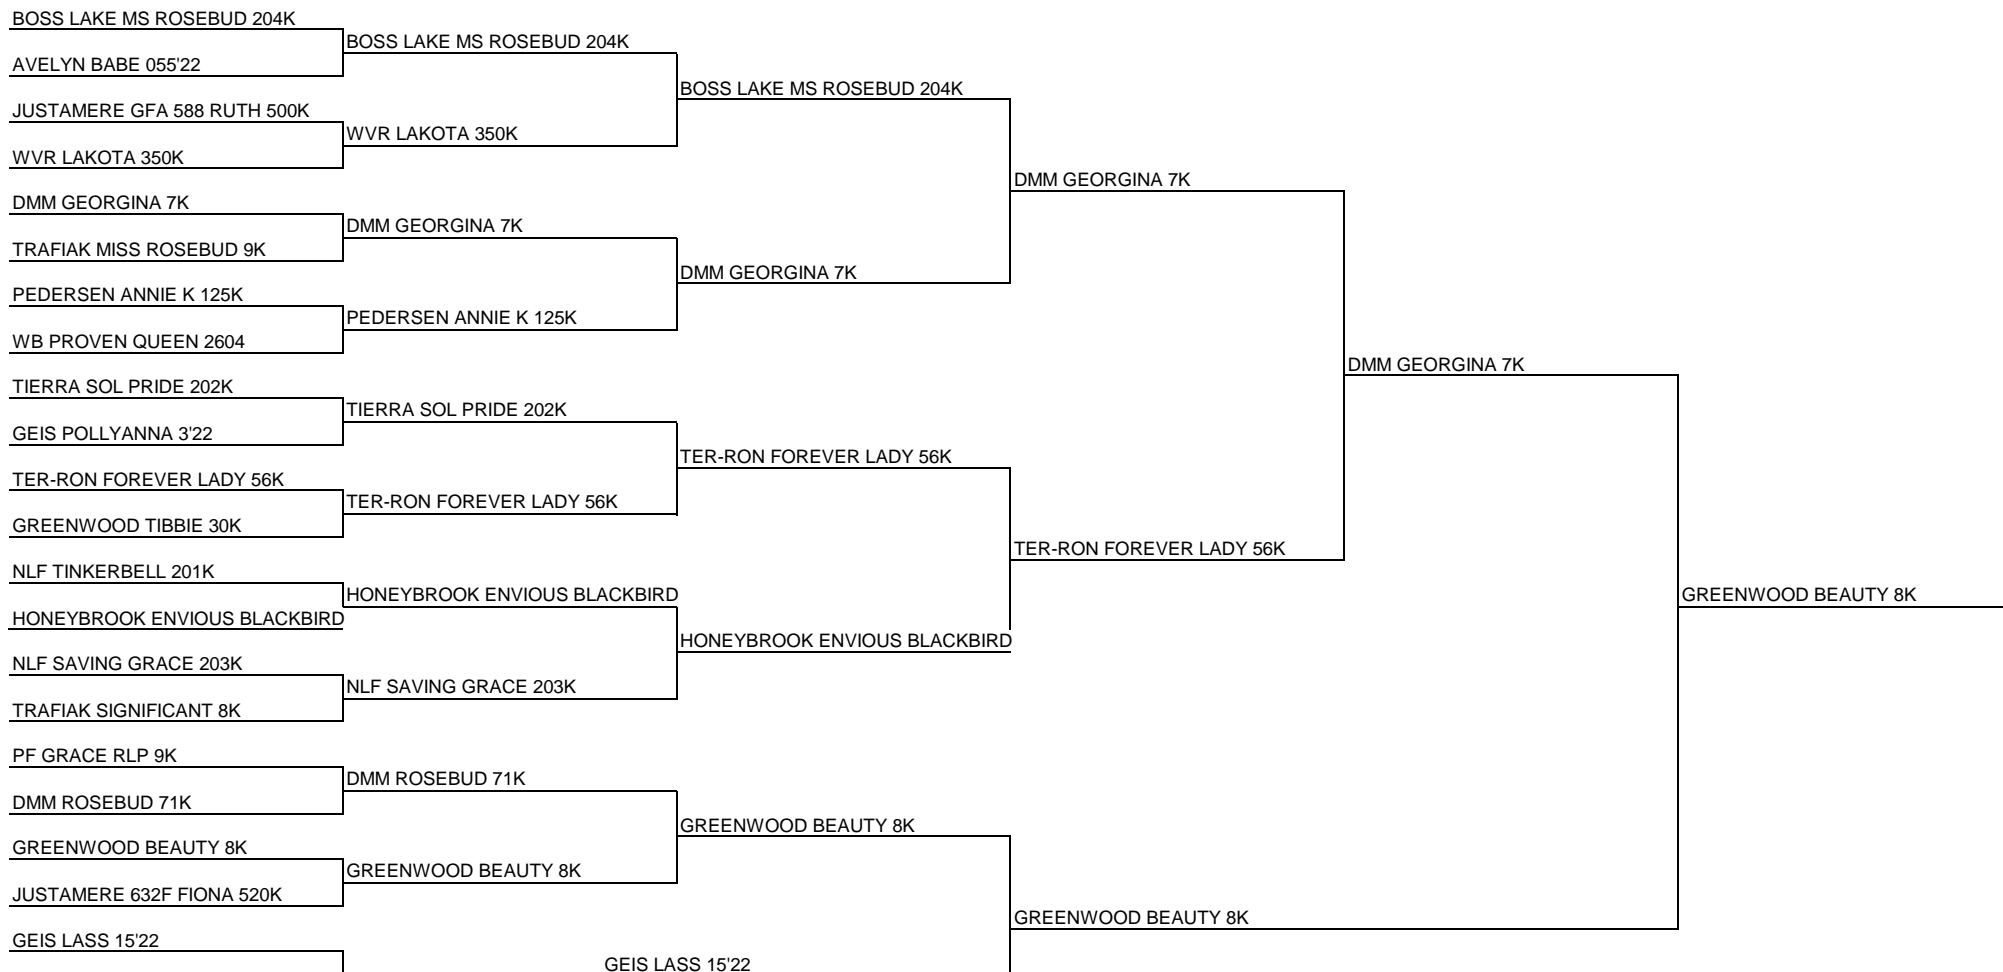 BOSS LAKE MS ROSEBUD 204K
BOSS LAKE MS ROSEBUD 204K
AVELYN BABE 055'22
BOSS LAKE MS ROSEBUD 204K
JUSTAMERE GFA 588 RUTH 500K
WVR LAKOTA 350K
WVR LAKOTA 350K
DMM GEORGINA 7K
DMM GEORGINA 7K
DMM GEORGINA 7K
TRAFIAK MISS ROSEBUD 9K
DMM GEORGINA 7K
PEDERSEN ANNIE K 125K
PEDERSEN ANNIE K 125K
WB PROVEN QUEEN 2604
DMM GEORGINA 7K
TIERRA SOL PRIDE 202K
TIERRA SOL PRIDE 202K
GEIS POLLYANNA 3'22
TER-RON FOREVER LADY 56K
TER-RON FOREVER LADY 56K
TER-RON FOREVER LADY 56K
GREENWOOD TIBBIE 30K
TER-RON FOREVER LADY 56K
NLF TINKERBELL 201K
HONEYBROOK ENVIOUS BLACKBIRD
GREENWOOD BEAUTY 8K
HONEYBROOK ENVIOUS BLACKBIRD
HONEYBROOK ENVIOUS BLACKBIRD
NLF SAVING GRACE 203K
NLF SAVING GRACE 203K
TRAFIAK SIGNIFICANT 8K
PF GRACE RLP 9K
DMM ROSEBUD 71K
DMM ROSEBUD 71K
GREENWOOD BEAUTY 8K
GREENWOOD BEAUTY 8K
GREENWOOD BEAUTY 8K
JUSTAMERE 632F FIONA 520K
GREENWOOD BEAUTY 8K
GEIS LASS 15'22
GEIS LASS 15'22